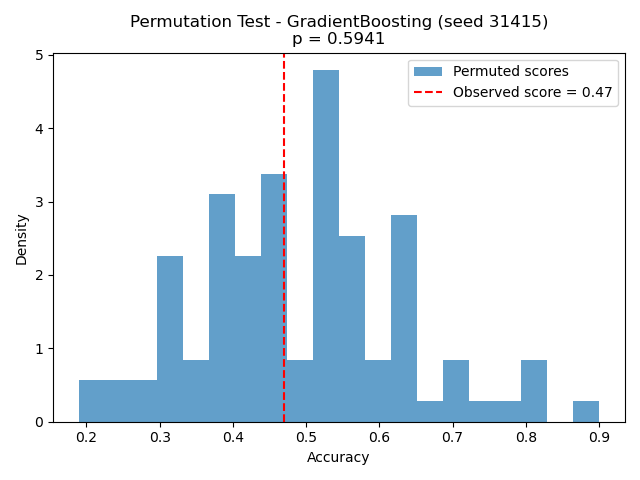 Permutation Test - GradientBoosting (seed 31415)
p = 0.5941
Permuted scores
Observed score = 0.47
Density
5
4
3
2
1
0
0.2 0.3 0.4 0.5 0.6 0.7 0.8 0.9
Accuracy